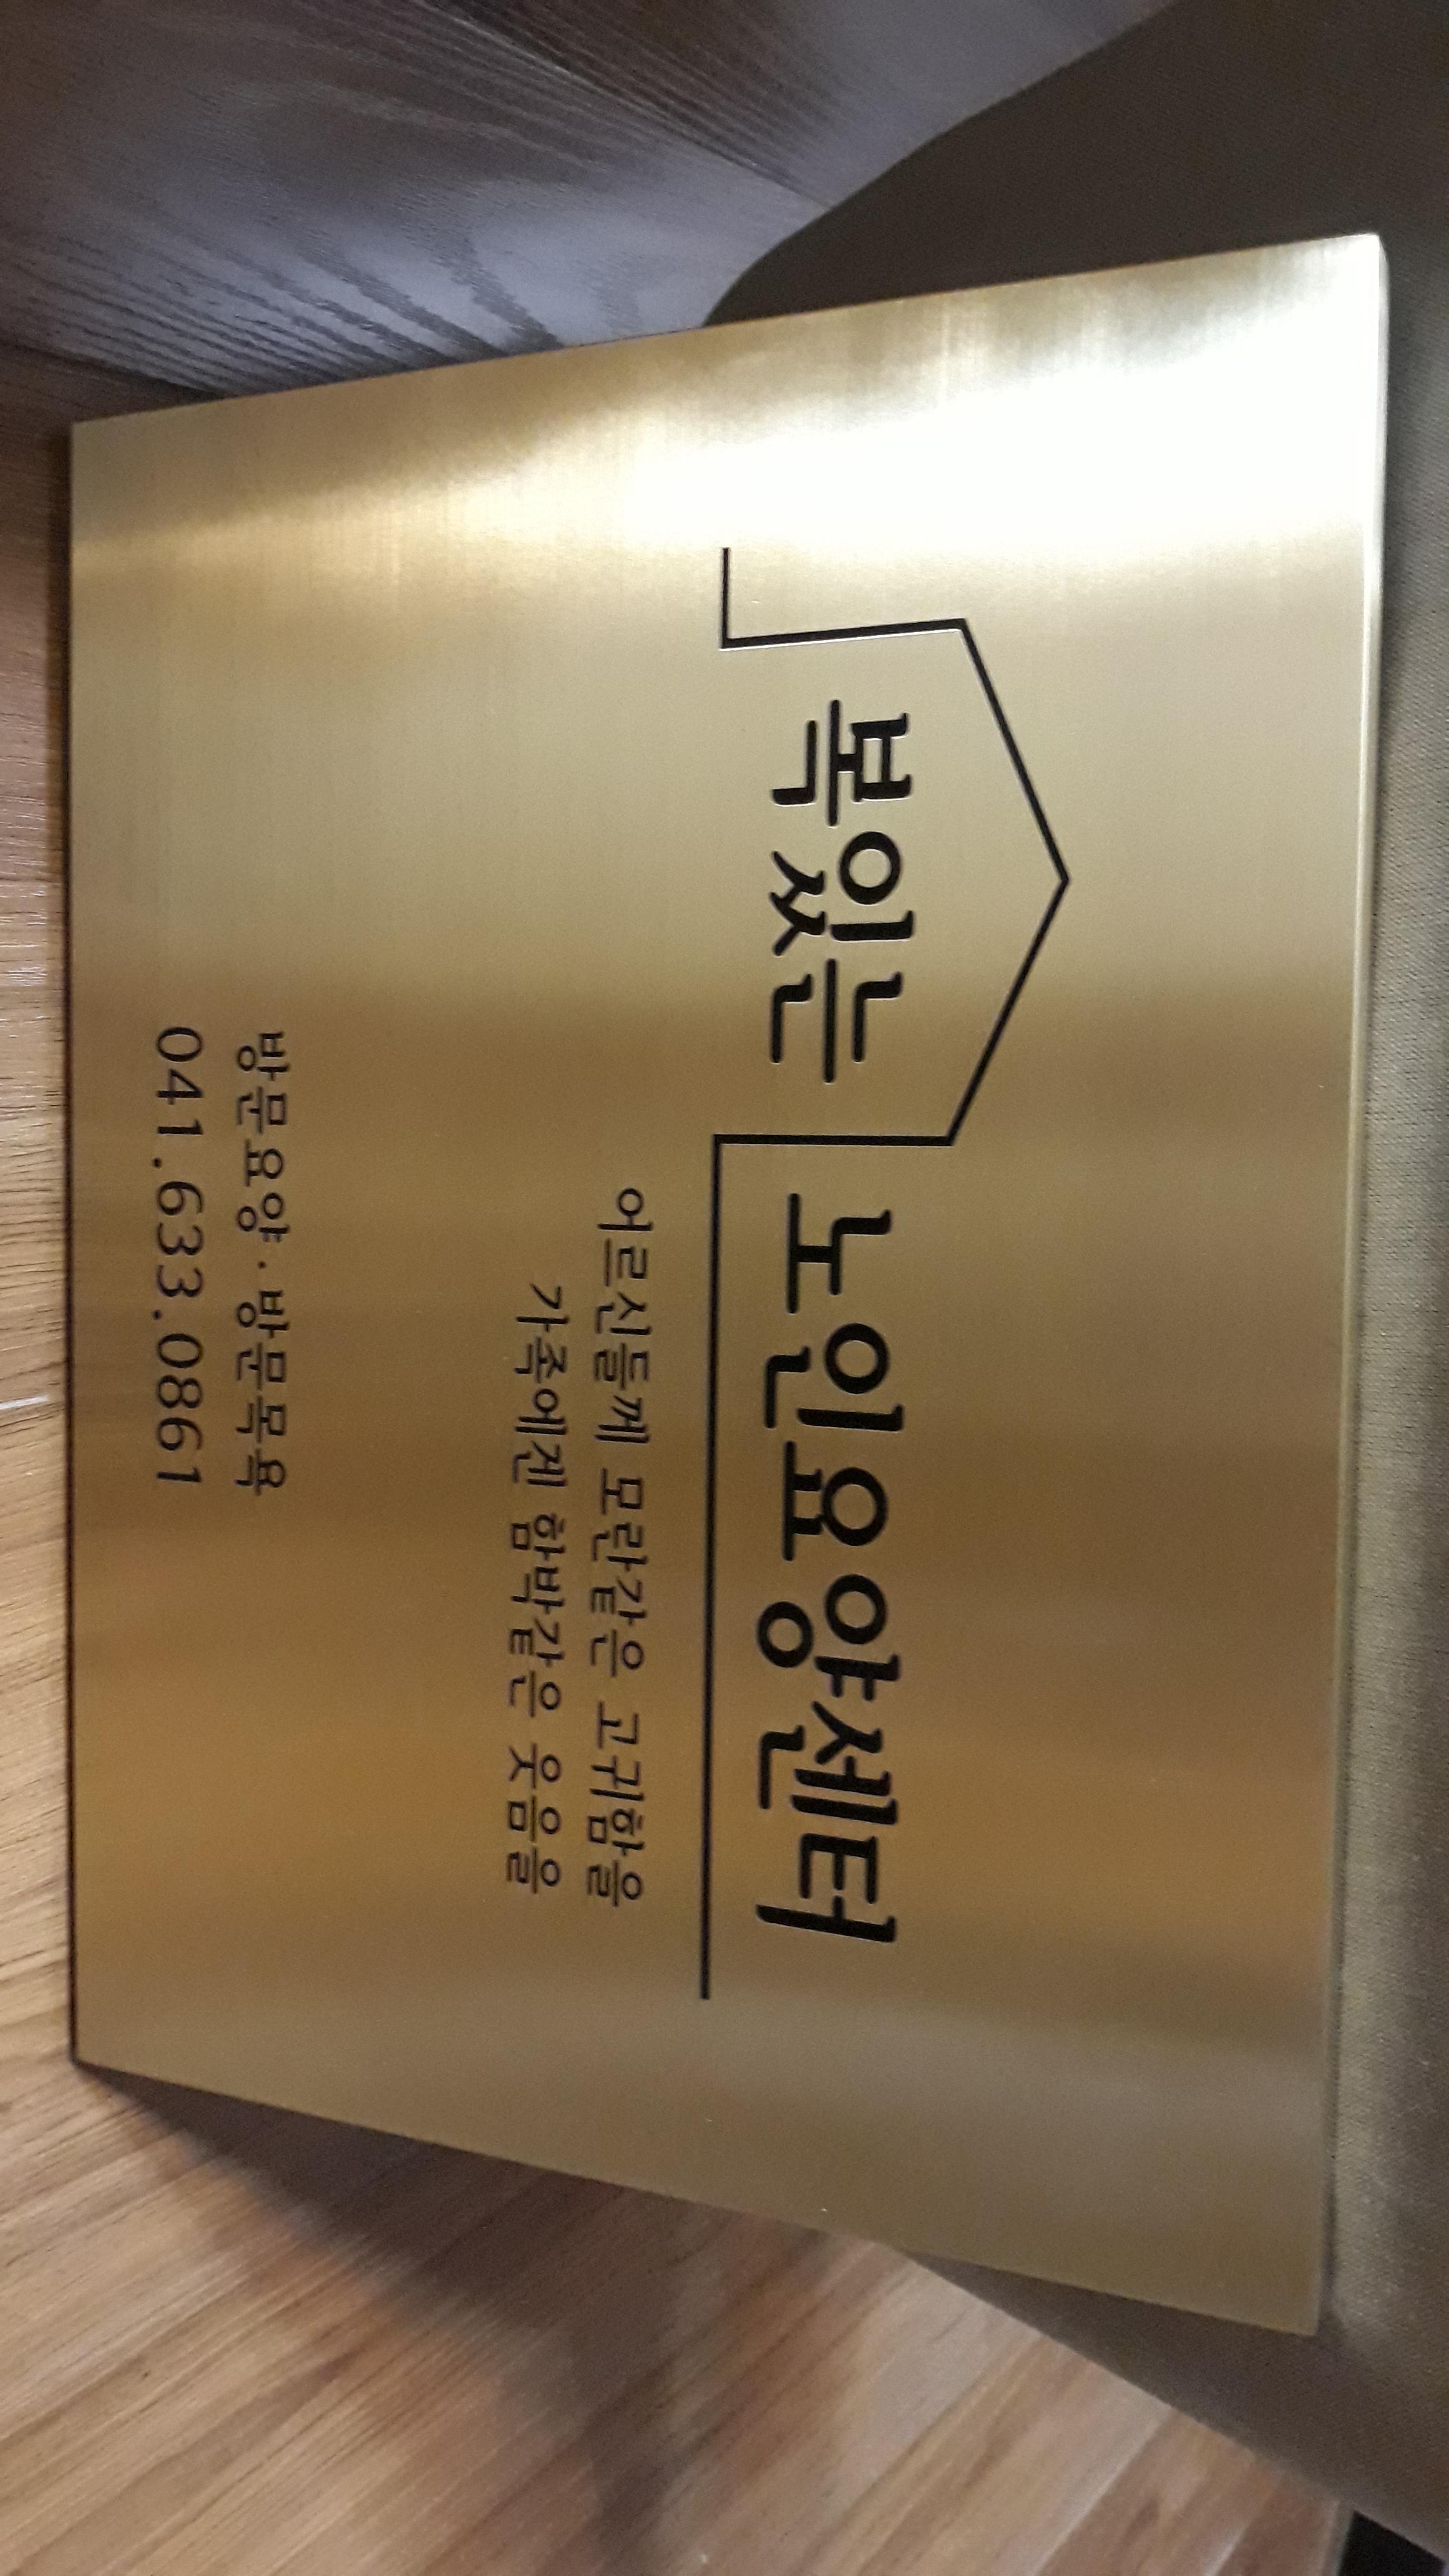 복있는 노인요양센터
어르신들께 모란같은 고귀함을
가족에겐 함박같은 웃음을
방문요양·방문목욕
041.633.0861